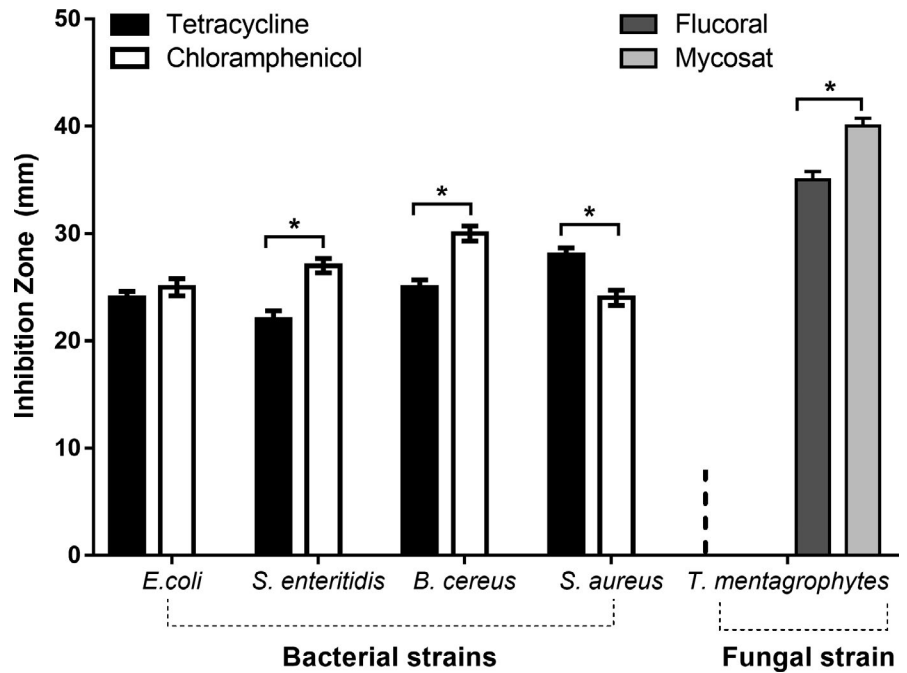 Tetracycline
Chloramphenicol
Flucoral
Mycosat
Inhibition Zone (mm)
50
40
30
20
10
0
*
*
*
*
E.coli
S. enteritidis
B. cereus
S. aureus
T. mentagrophytes
Bacterial strains
Fungal strain